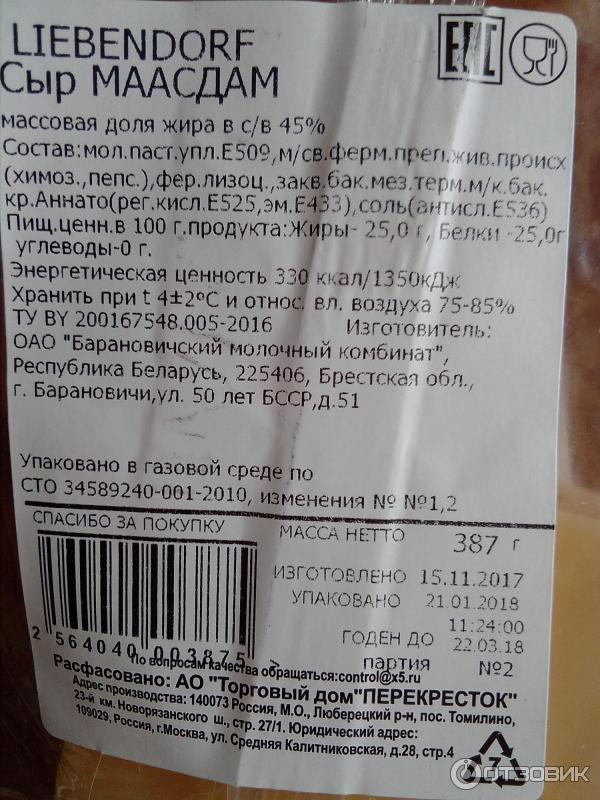 LIEBENDORF
Сыр МААСДАМ
EAC
массовая доля жира в с/в 45%
Состав:мол.паст.упл.Е509,м/св.ферм.преп.жив.происх
(химоз.,пепс.),фер.лизоц.,закв.бак.мез.терм.м/к.бак.
кр.Аннато(рег.кисл.Е525,эм.Е433),соль(антисл.Е536)
Пищ.ценн.в 100 г.продукта:Жиры- 25,0 г, Белки -25,0г
углеводы-0 г.
Энергетическая ценность 330 ккал/1350кДж
Хранить при t 4±2°С и относ. вл. воздуха 75-85%
ТУ BY 200167548.005-2016 Изготовитель:
ОАО "Барановичский молочный комбинат",
Республика Беларусь, 225406, Брестская обл.,
г. Барановичи,ул. 50 лет БССР,д.51
Упаковано в газовой среде по
СТО 34589240-001-2010, изменения № №1,2
СПАСИБО ЗА ПОКУПКУ
МАССА НЕТТО 387 г
ИЗГОТОВЛЕНО 15.11.2017
УПАКОВАНО 21.01.2018
11:24:00
ГОДЕН ДО 22.03.18
партия №2
2 564040 003875 >
По вопросам качества обращаться:control@x5.ru
Расфасовано: АО "Торговый дом"ПЕРЕКРЕСТОК"
Адрес производства: 140073 Россия, М.О., Люберецкий р-н, пос. Томилино,
23-й км. Новорязанского ш., стр. 27/1. Юридический адрес:
109029, Россия, г.Москва, ул. Средняя Калитниковская, д.28, стр.4
7
ОТЗОВИК